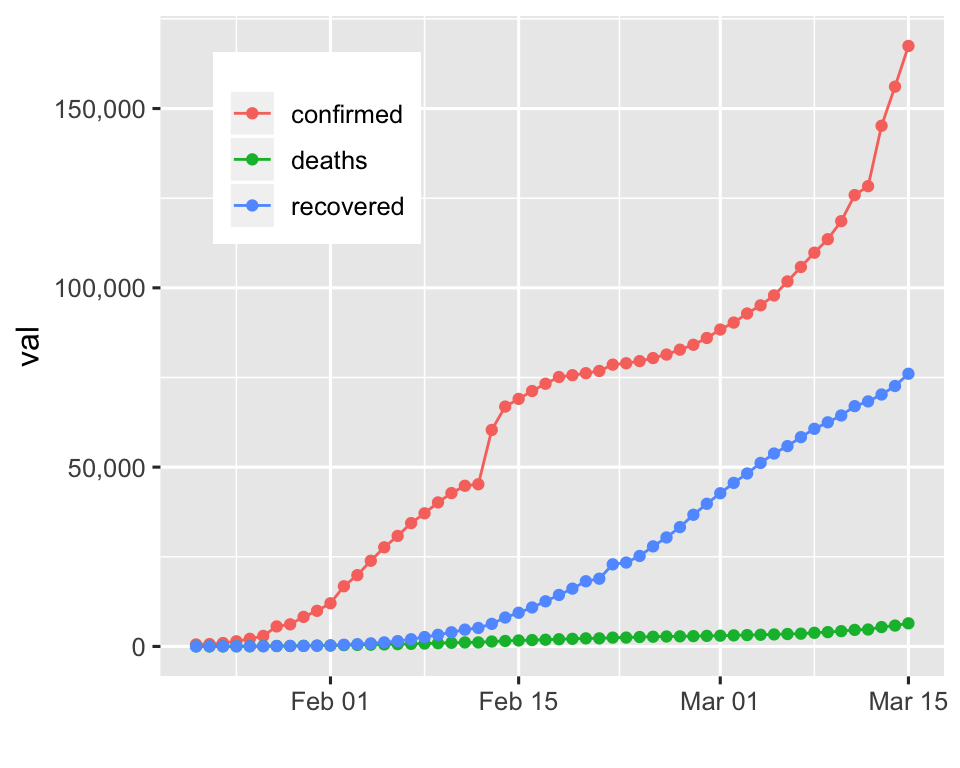 confirmed
deaths
recovered
val
150,000
100,000
50,000
0
Feb 01
Feb 15
Mar 01
Mar 15